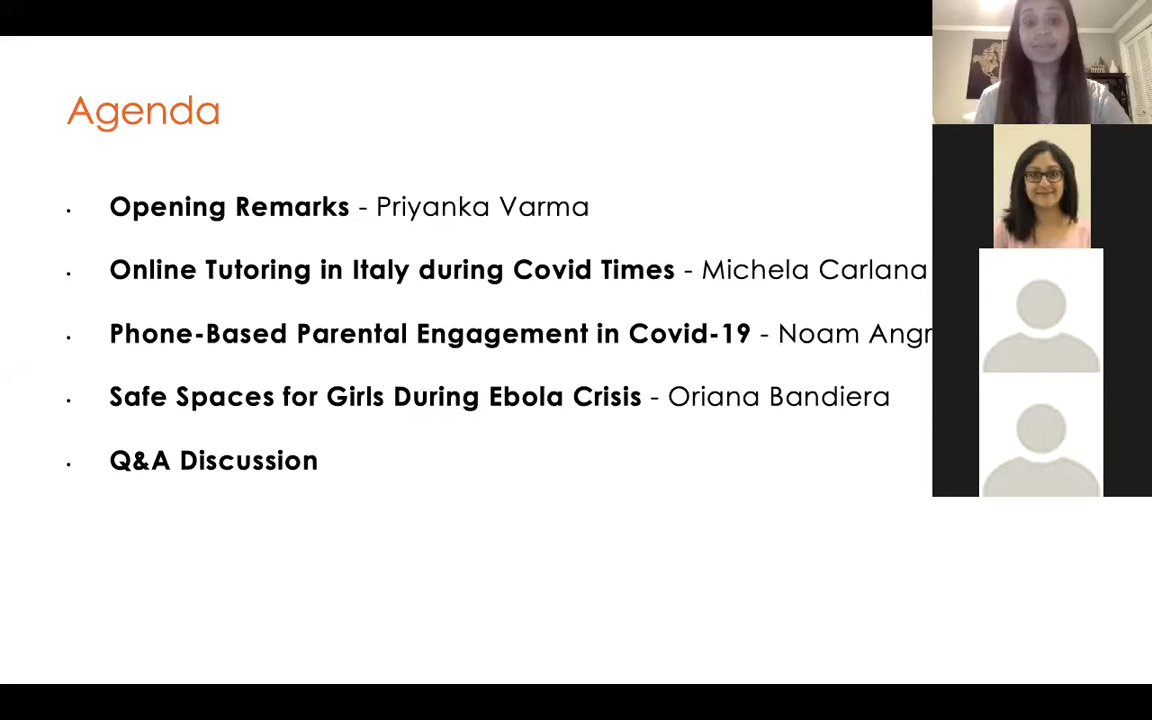 Agenda
• Opening Remarks - Priyanka Varma
• Online Tutoring in Italy during Covid Times - Michela Carlana
• Phone-Based Parental Engagement in Covid-19 - Noam
• Safe Spaces for Girls During Ebola Crisis - Oriana Bandiera
• Q&A Discussion